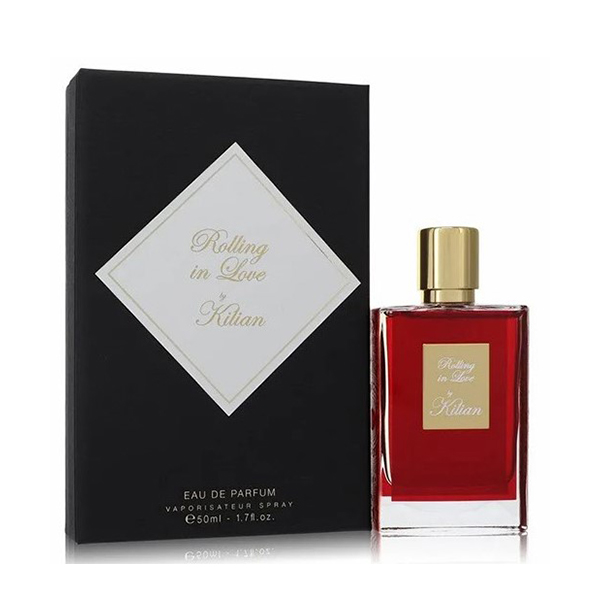 Rolling
in Love
by
Kilian
EAU DE PARFUM
VAPORISATEUR SPRAY
℮50ml - 1.7fl.oz.
Rolling
in Love
by
Kilian